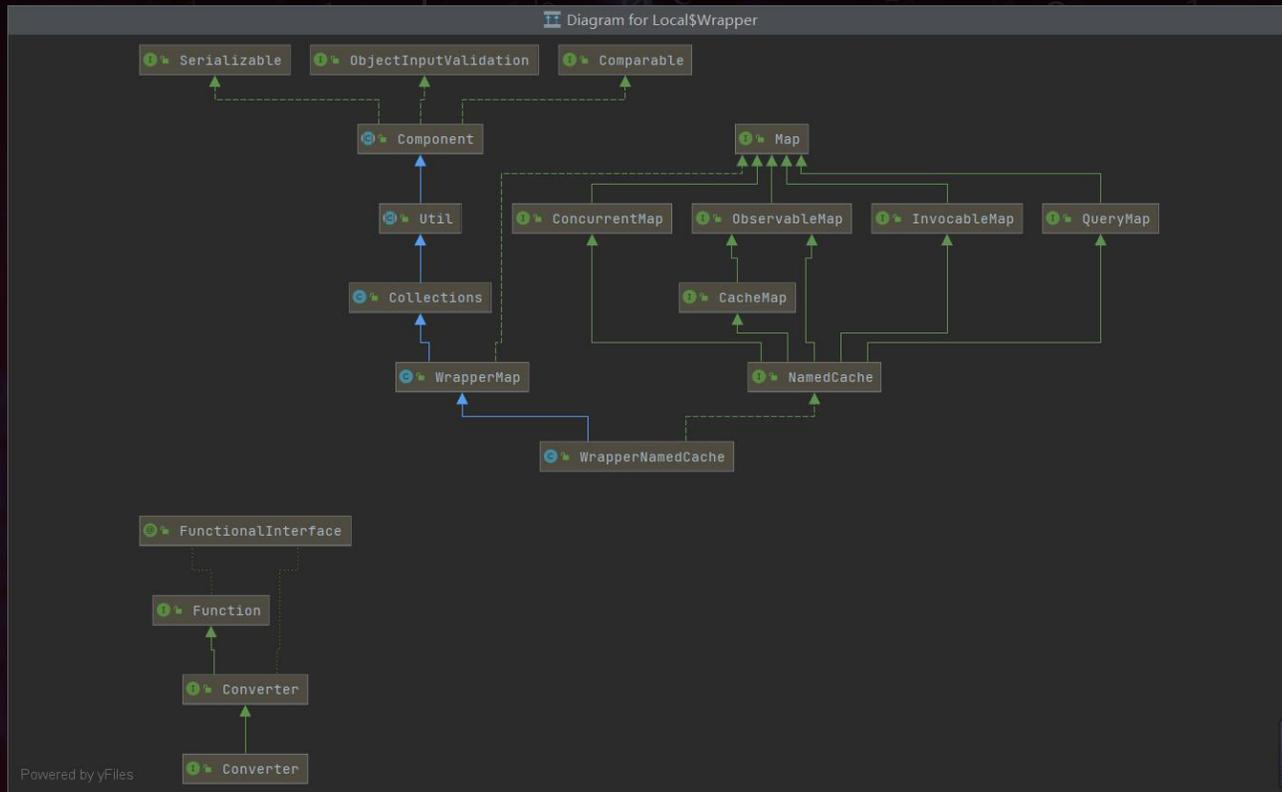 Diagram for Local$Wrapper
Serializable
ObjectInputValidation
Comparable
Component
Map
Util
ConcurrentMap
ObservableMap
InvocableMap
QueryMap
Collections
CacheMap
WrapperMap
NamedCache
WrapperNamedCache
FunctionalInterface
Function
Converter
Converter
Powered by yFiles